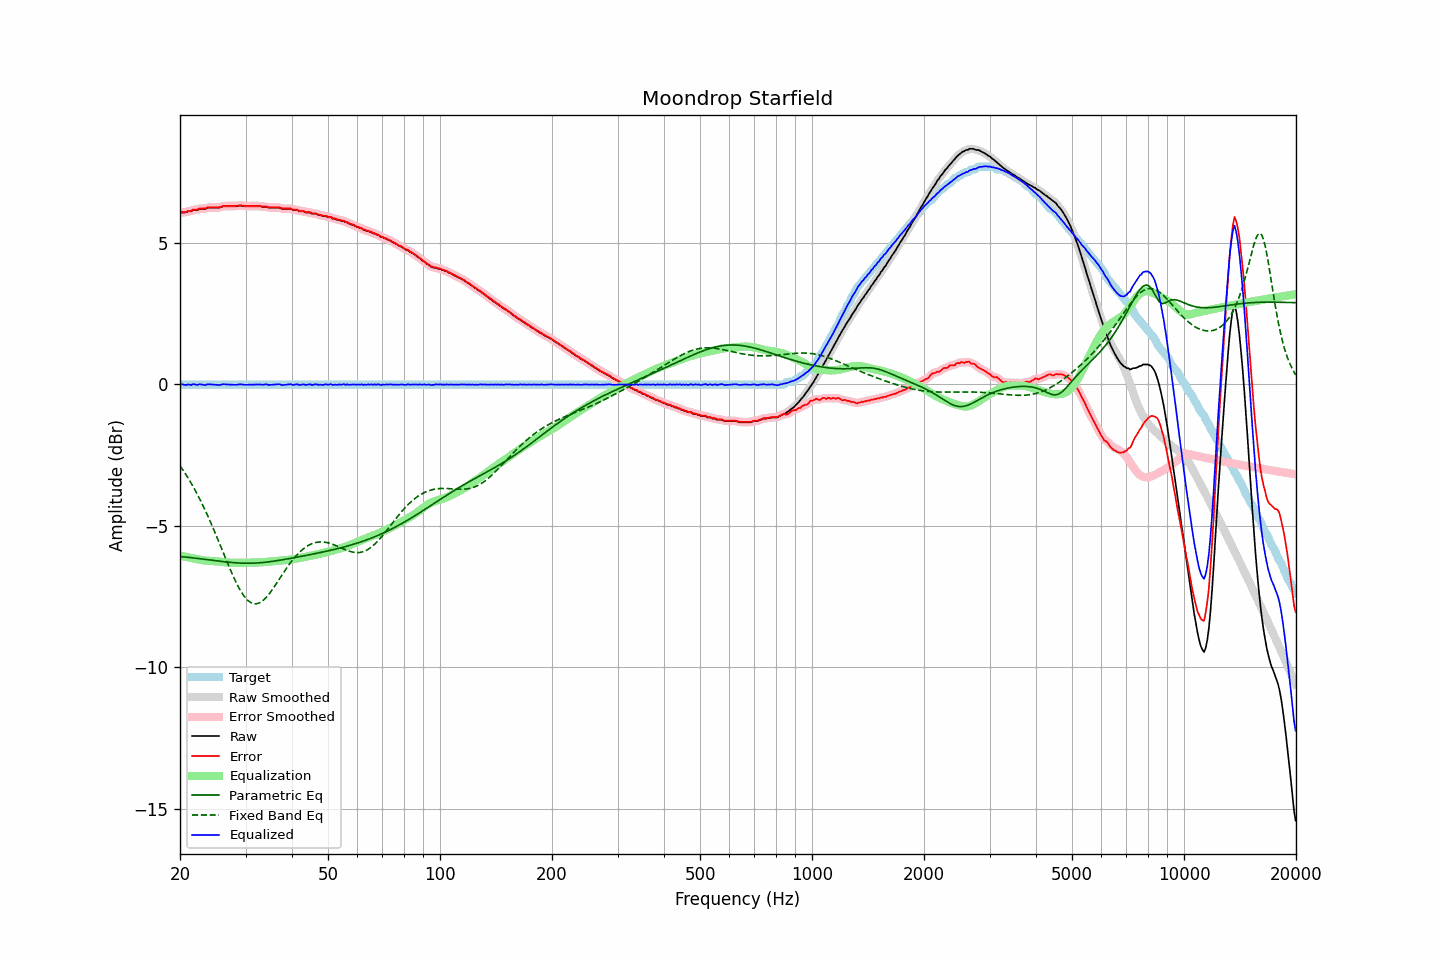 Moondrop Starfield
Amplitude (dBr)
5
0
−5
−10
−15
Target
Raw Smoothed
Error Smoothed
Raw
Error
Equalization
Parametric Eq
Fixed Band Eq
Equalized
20 50 100 200 500 1000 2000 5000 10000 20000
Frequency (Hz)